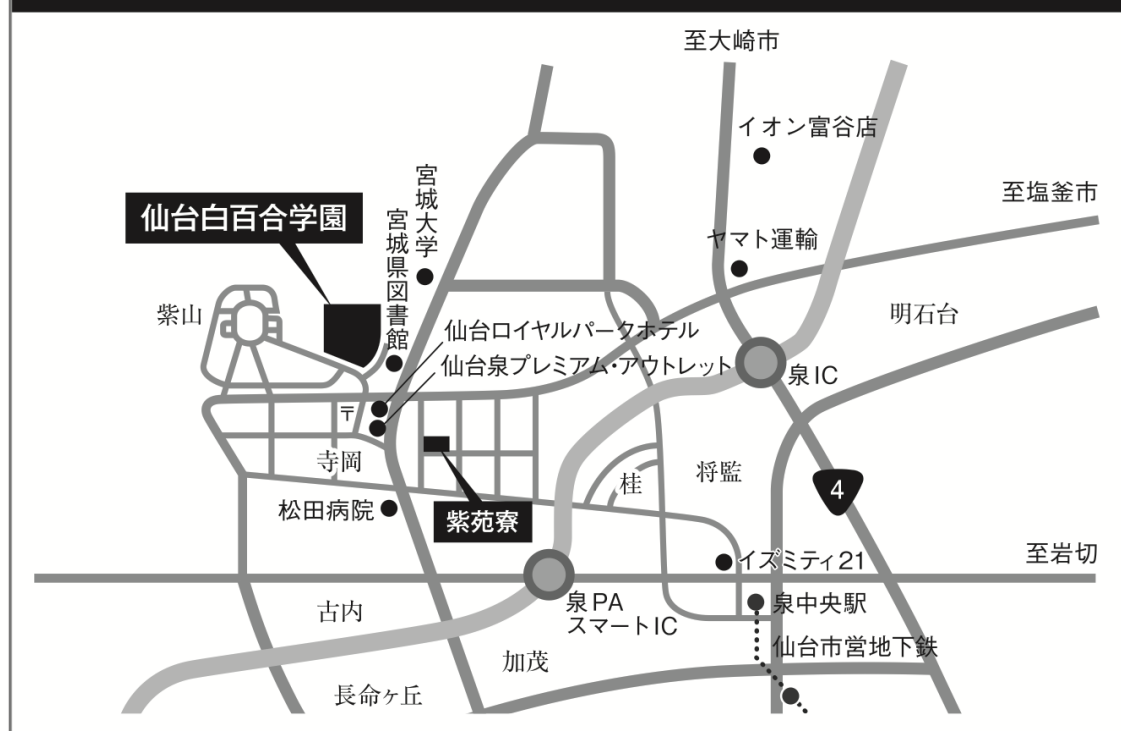 至大崎市
イオン富谷店
至塩釜市
宮城大学
仙台白百合学園
宮城県図書館
ヤマト運輸
紫山
明石台
仙台ロイヤルパークホテル
仙台泉プレミアム・アウトレット
泉IC
〒
寺岡
桂
将監
4
松田病院
紫苑寮
イズミティ21
至岩切
泉PA
スマートIC
泉中央駅
古内
仙台市営地下鉄
加茂
長命ヶ丘